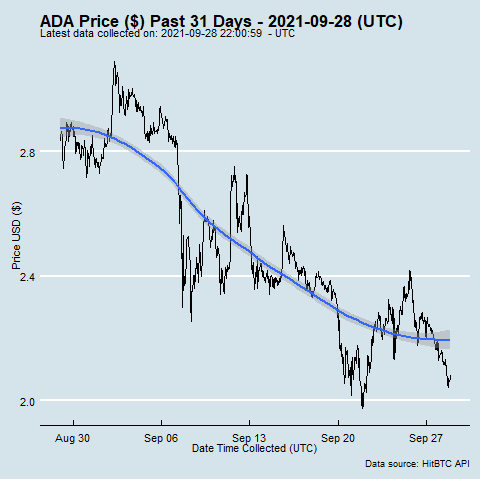 ADA Price ($) Past 31 Days - 2021-09-28 (UTC)
Latest data collected on: 2021-09-28 22:00:59 - UTC
Price USD ($)
2.8
2.4
2.0
Aug 30 Sep 06 Sep 13 Sep 20 Sep 27
Date Time Collected (UTC)
Data source: HitBTC API